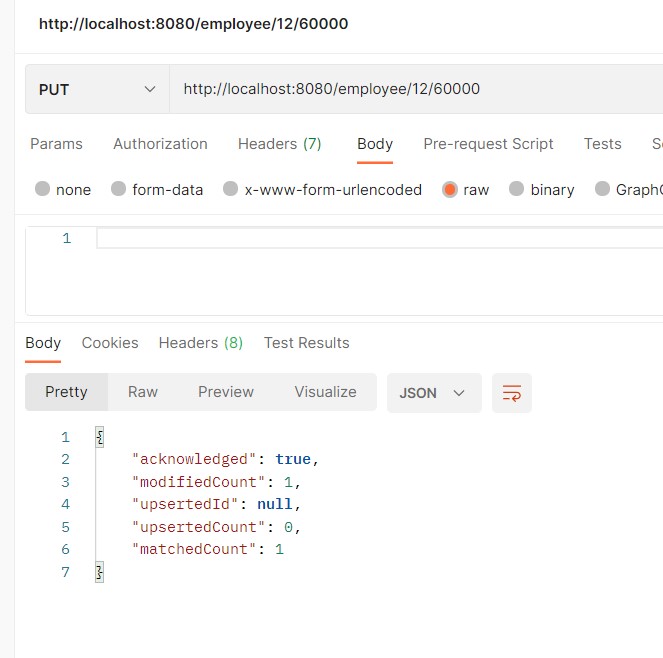 http://localhost:8080/employee/12/60000
PUT http://localhost:8080/employee/12/60000
Params Authorization Headers (7) Body Pre-request Script Tests
none form-data x-www-form-urlencoded raw binary
1
Body Cookies Headers (8) Test Results
Pretty Raw Preview Visualize JSON
1 {
2 "acknowledged": true,
3 "modifiedCount": 1,
4 "upsertedId": null,
5 "upsertedCount": 0,
6 "matchedCount": 1
7 }